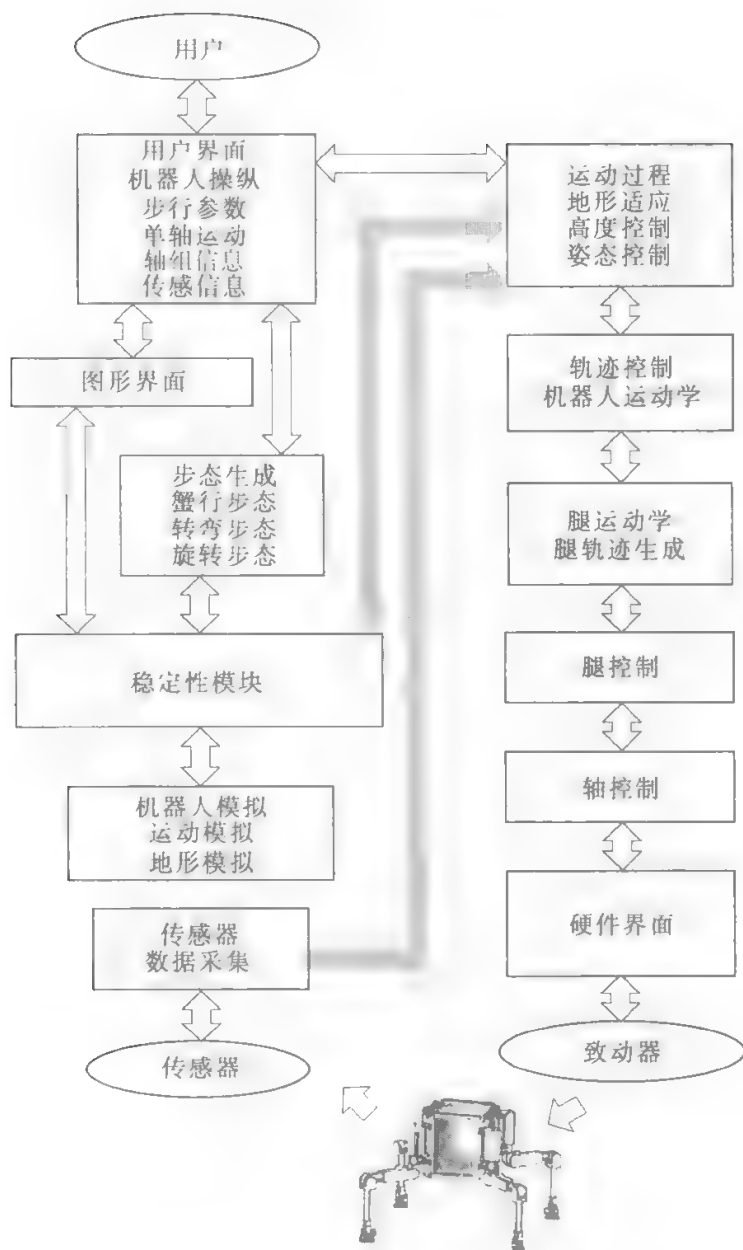 用户
用户界面
机器人操纵
步行参数
单轴运动
轴组信息
传感信息
运动过程
地形适应
高度控制
姿态控制
图形界面
轨迹控制
机器人运动学
步态生成
蟹行步态
转弯步态
旋转步态
腿运动学
腿轨迹生成
稳定性模块
腿控制
机器人模拟
运动模拟
地形模拟
轴控制
传感器
数据采集
硬件界面
传感器
致动器